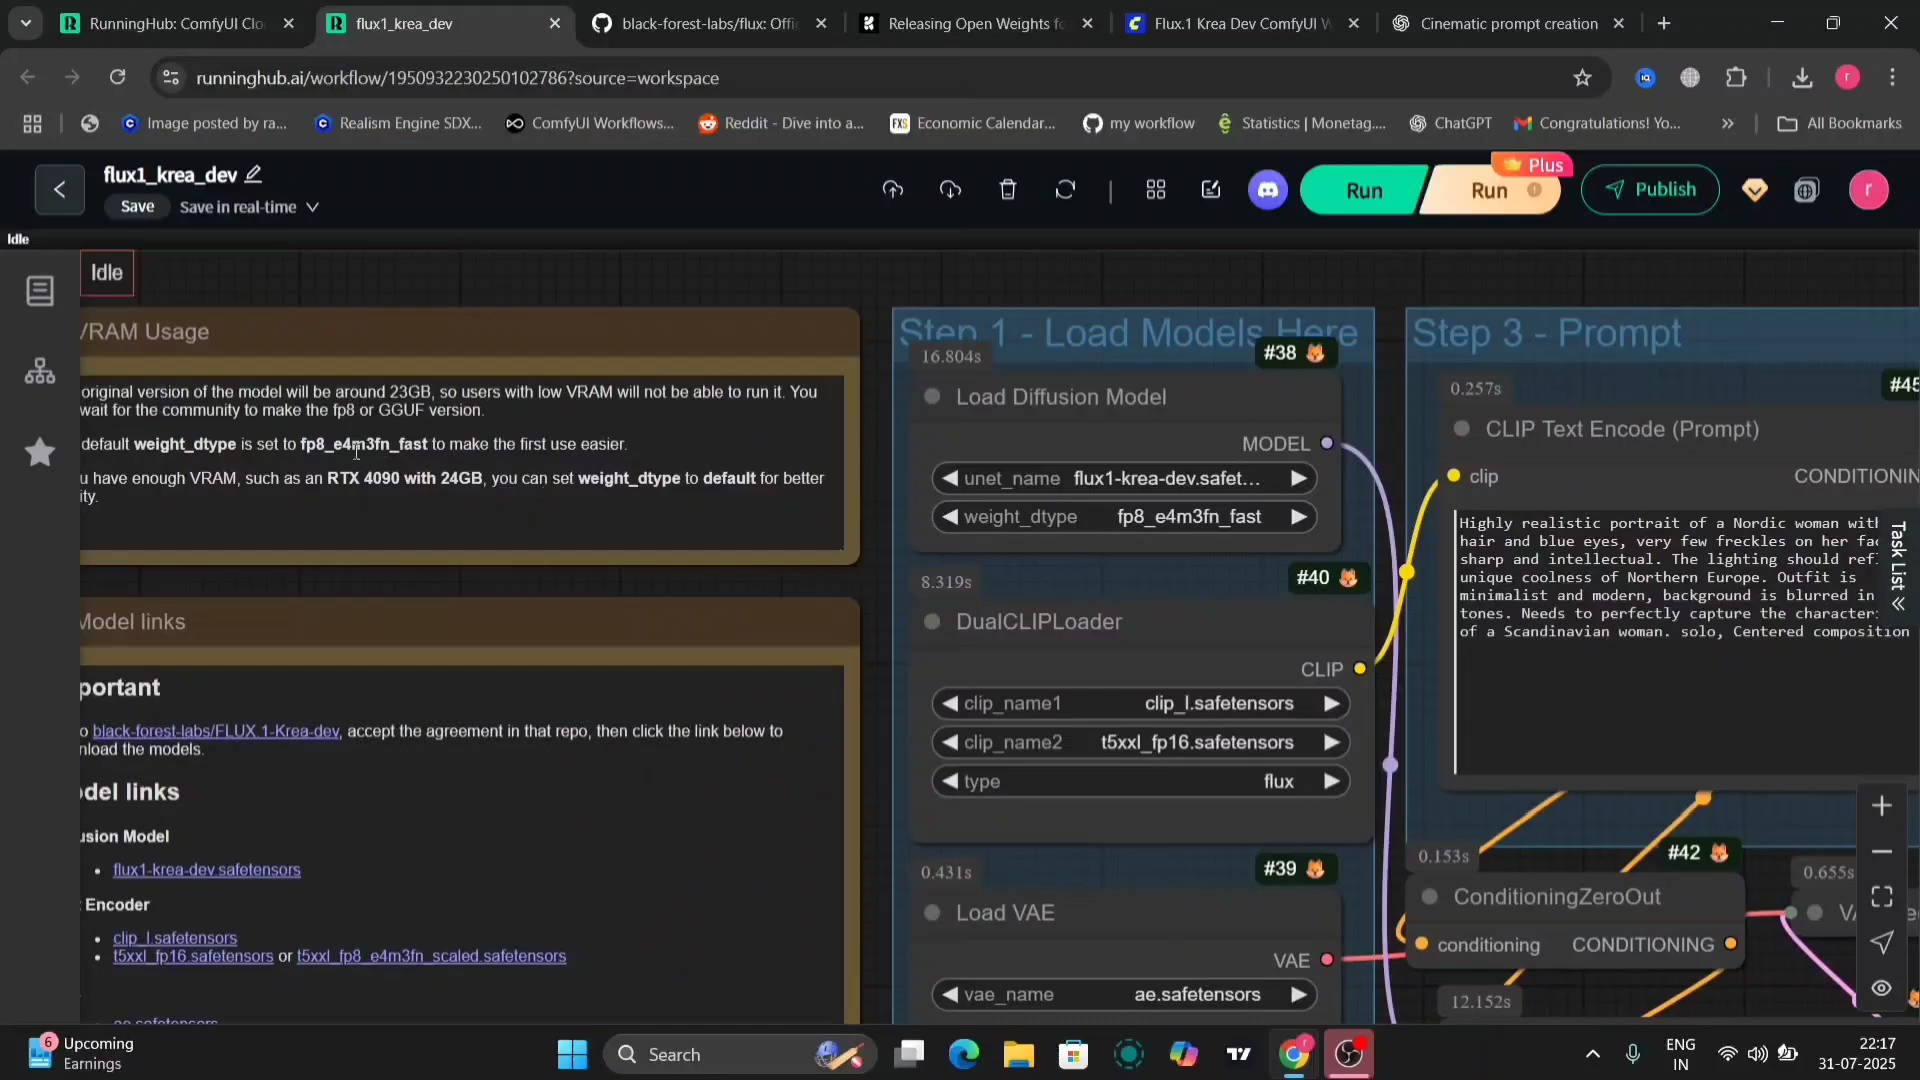 RunningHub: ComfyUI Clo
flux1_krea_dev
black-forest-labs/flux: Offi
Releasing Open Weights fo
Flux.1 Krea Dev ComfyUI W
Cinematic prompt creation
runninghub.ai/workflow/1950932230250102786?source=workspace
Image posted by ra...
Realism Engine SDX...
ComfyUI Workflows...
Reddit - Dive into a...
FXS
Economic Calendar...
my workflow
Statistics | Monetag....
ChatGPT
Congratulations! Yo...
All Bookmarks
flux1_krea_dev
Save
Save in real-time
Run
Run
Plus
Publish
r
Idle
Idle
VRAM Usage
original version of the model will be around 23GB, so users with low VRAM will not be able to run it. You
wait for the community to make the fp8 or GGUF version.
default weight_dtype is set to fp8_e4m3fn_fast to make the first use easier.
u have enough VRAM, such as an RTX 4090 with 24GB, you can set weight_dtype to default for better
ity.
Model links
portant
o black-forest-labs/FLUX.1-Krea-dev, accept the agreement in that repo, then click the link below to
nload the models.
odel links
usion Model
flux1-krea-dev.safetensors
t Encoder
clip_l.safetensors
t5xxl_fp16.safetensors or t5xxl_fp8_e4m3fn_scaled.safetensors
ae.safetensors
Step 1 - Load Models Here
16.804s
#38
Load Diffusion Model
MODEL
unet_name flux1-krea-dev.safet...
weight_dtype fp8_e4m3fn_fast
8.319s
#40
DualCLIPLoader
CLIP
clip_name1 clip_l.safetensors
clip_name2 t5xxl_fp16.safetensors
type flux
0.431s
#39
Load VAE
VAE
vae_name ae.safetensors
Step 3 - Prompt
0.257s
#45
CLIP Text Encode (Prompt)
clip
CONDITIONIN
Highly realistic portrait of a Nordic woman with
hair and blue eyes, very few freckles on her fac
sharp and intellectual. The lighting should refl
unique coolness of Northern Europe. Outfit is
minimalist and modern, background is blurred in
tones. Needs to perfectly capture the character
of a Scandinavian woman. solo, Centered composition
Task List
0.153s
#42
ConditioningZeroOut
conditioning
CONDITIONING
0.655s
12.152s
6
Upcoming
Earnings
Search
ENG
IN
22:17
31-07-2025